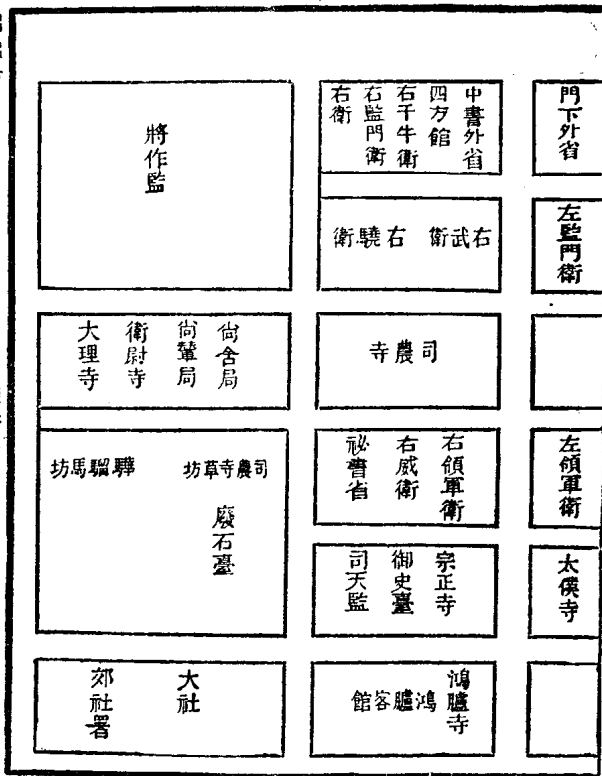 門下外省
中書外省
四方館
右千牛衛
右監門衛
右衛
將作監
左監門衛
右武衛
右驍衛
司農寺
尙舍局
尙輦局
衛尉寺
大理寺
左領軍衛
右領軍衛
右威衛
祕書省
司農寺草坊
驊騮馬坊
廢石臺
太僕寺
宗正寺
御史臺
司天監
鴻臚寺
鴻臚客館
大社
郊社署